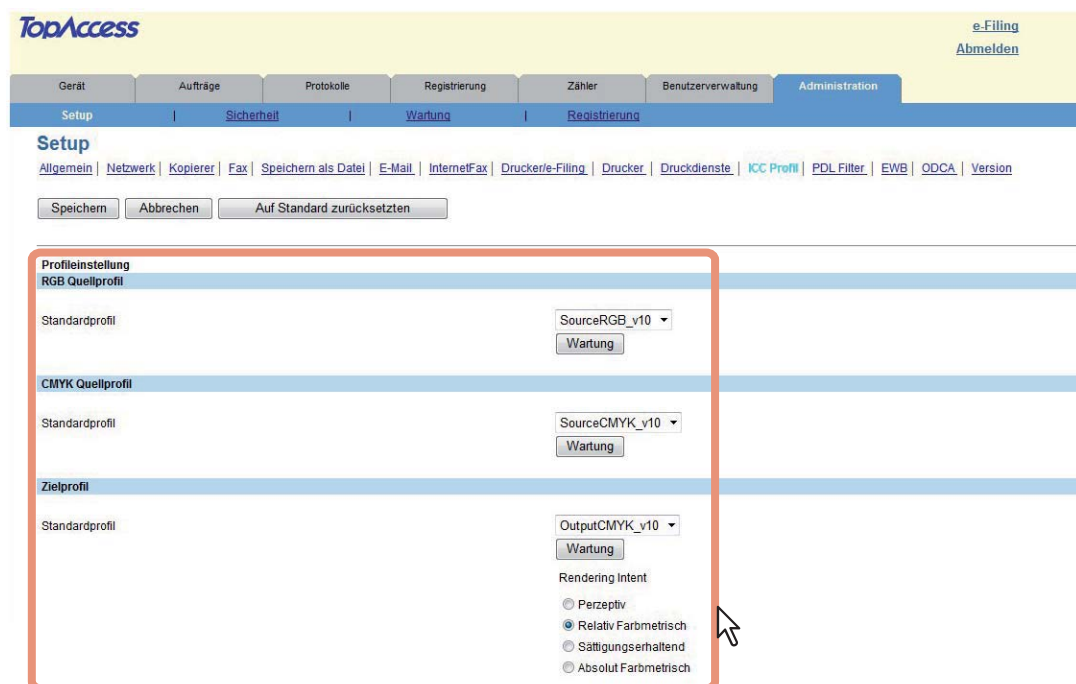 TopAccess
e-Filing
Abmelden
Gerät Aufträge Protokolle Registrierung Zähler Benutzerverwaltung Administration
Setup | Sicherheit | Wartung | Registrierung
Setup
Allgemein | Netzwerk | Kopierer | Fax | Speichern als Datei | E-Mail | InternetFax | Drucker/e-Filing | Drucker | Druckdienste | ICC Profil | PDL Filter | EWB | ODCA | Version
Speichern Abbrechen Auf Standard zurücksetzten
Profileinstellung
RGB Quellprofil
Standardprofil SourceRGB_v10
Wartung
CMYK Quellprofil
Standardprofil SourceCMYK_v10
Wartung
Zielprofil
Standardprofil OutputCMYK_v10
Wartung
Rendering Intent
Perzeptiv
Relativ Farbmetrisch
Sättigungserhaltend
Absolut Farbmetrisch